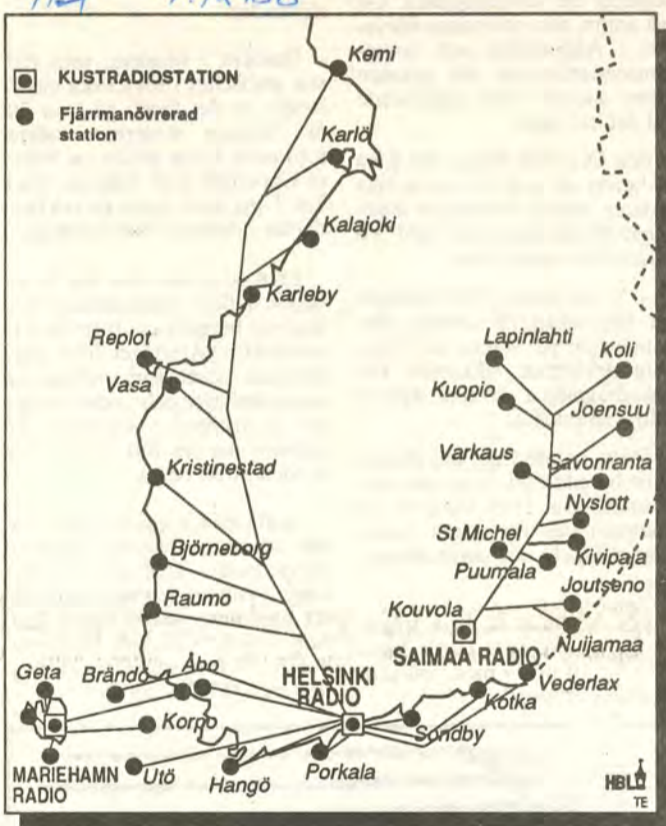 KUSTRADIOSTATION
Fjärrmanövrerad
station
Kemi
Karlö
Kalajoki
Karleby
Replot
Vasa
Lapinlahti
Koli
Kuopio
Joensuu
Varkaus
Savonranta
Kristinestad
Nyslott
St Michel
Kivipaja
Puumala
Björneborg
Joutseno
Raumo
Kouvola
Nuijamaa
SAIMAA RADIO
Geta
Brändö
Åbo
HELSINKI
RADIO
Vederlax
Kotka
Korpo
Sondby
MARIEHAMN
RADIO
Utö
Hangö
Porkala
HBL
TE